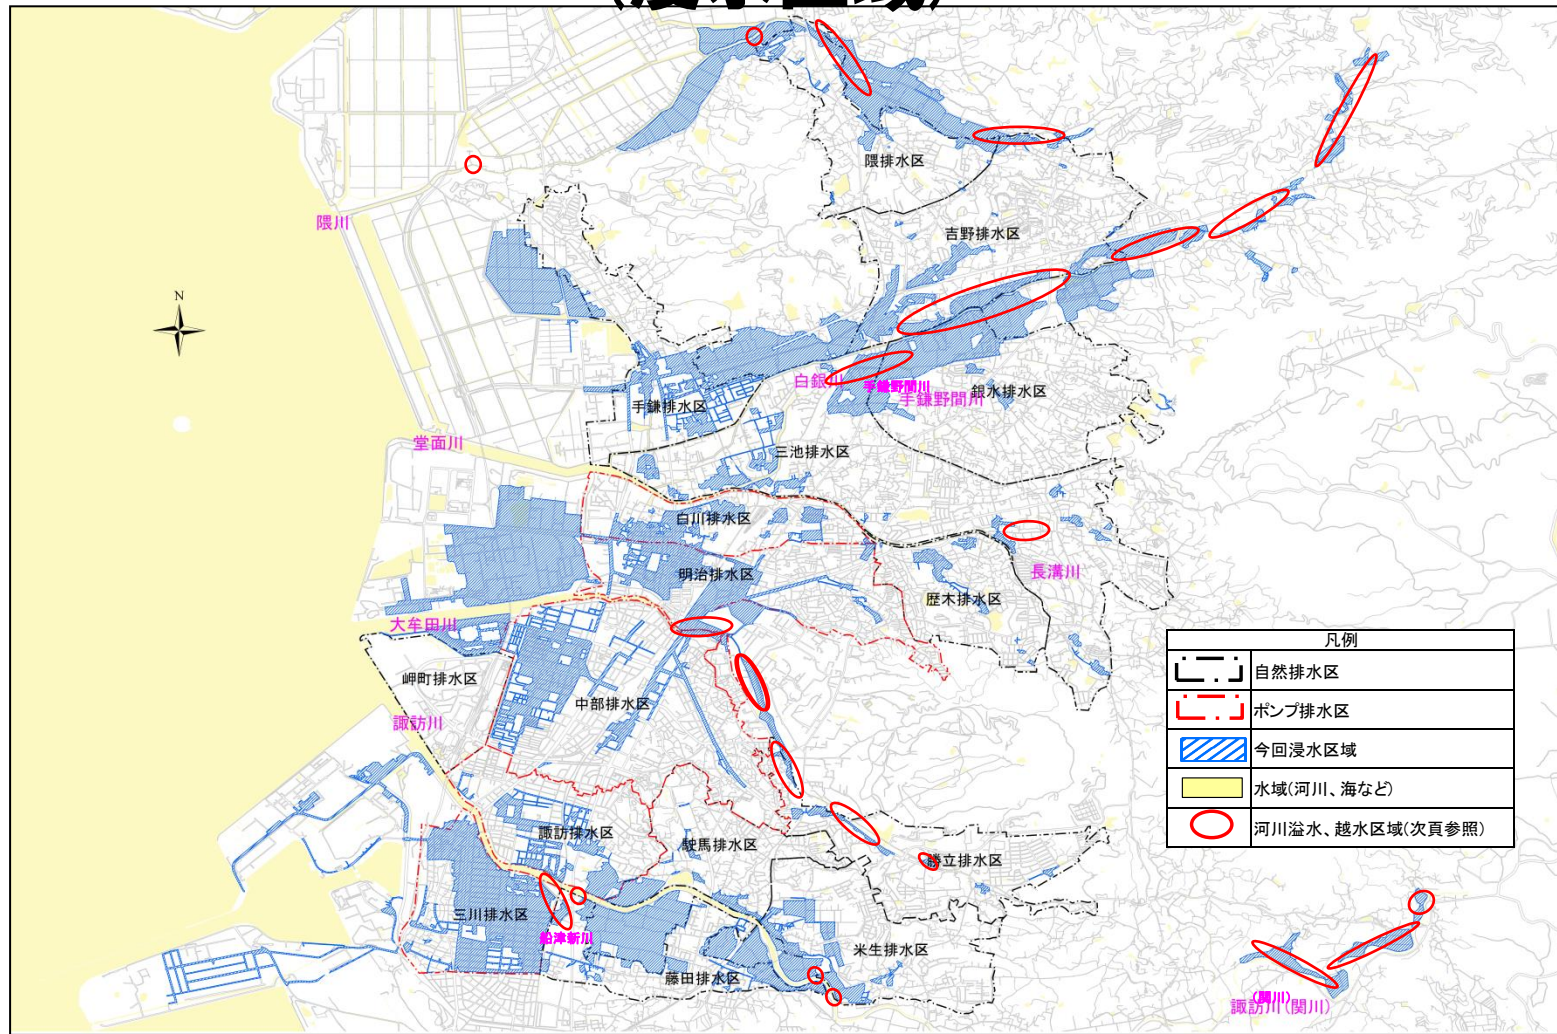 (浸水区域)
隈排水区
隈川
吉野排水区
N
白銀川
手鎌野間川
手鎌野間川
銀水排水区
手鎌排水区
堂面川
三池排水区
白川排水区
明治排水区
長溝川
歴木排水区
大牟田川
岬町排水区
中部排水区
諏訪川
諏訪排水区
駛馬排水区
勝立排水区
三川排水区
船津新川
米生排水区
藤田排水区
(関川)
諏訪川(関川)
凡例
自然排水区
ポンプ排水区
今回浸水区域
水域(河川、海など)
河川溢水、越水区域(次頁参照)